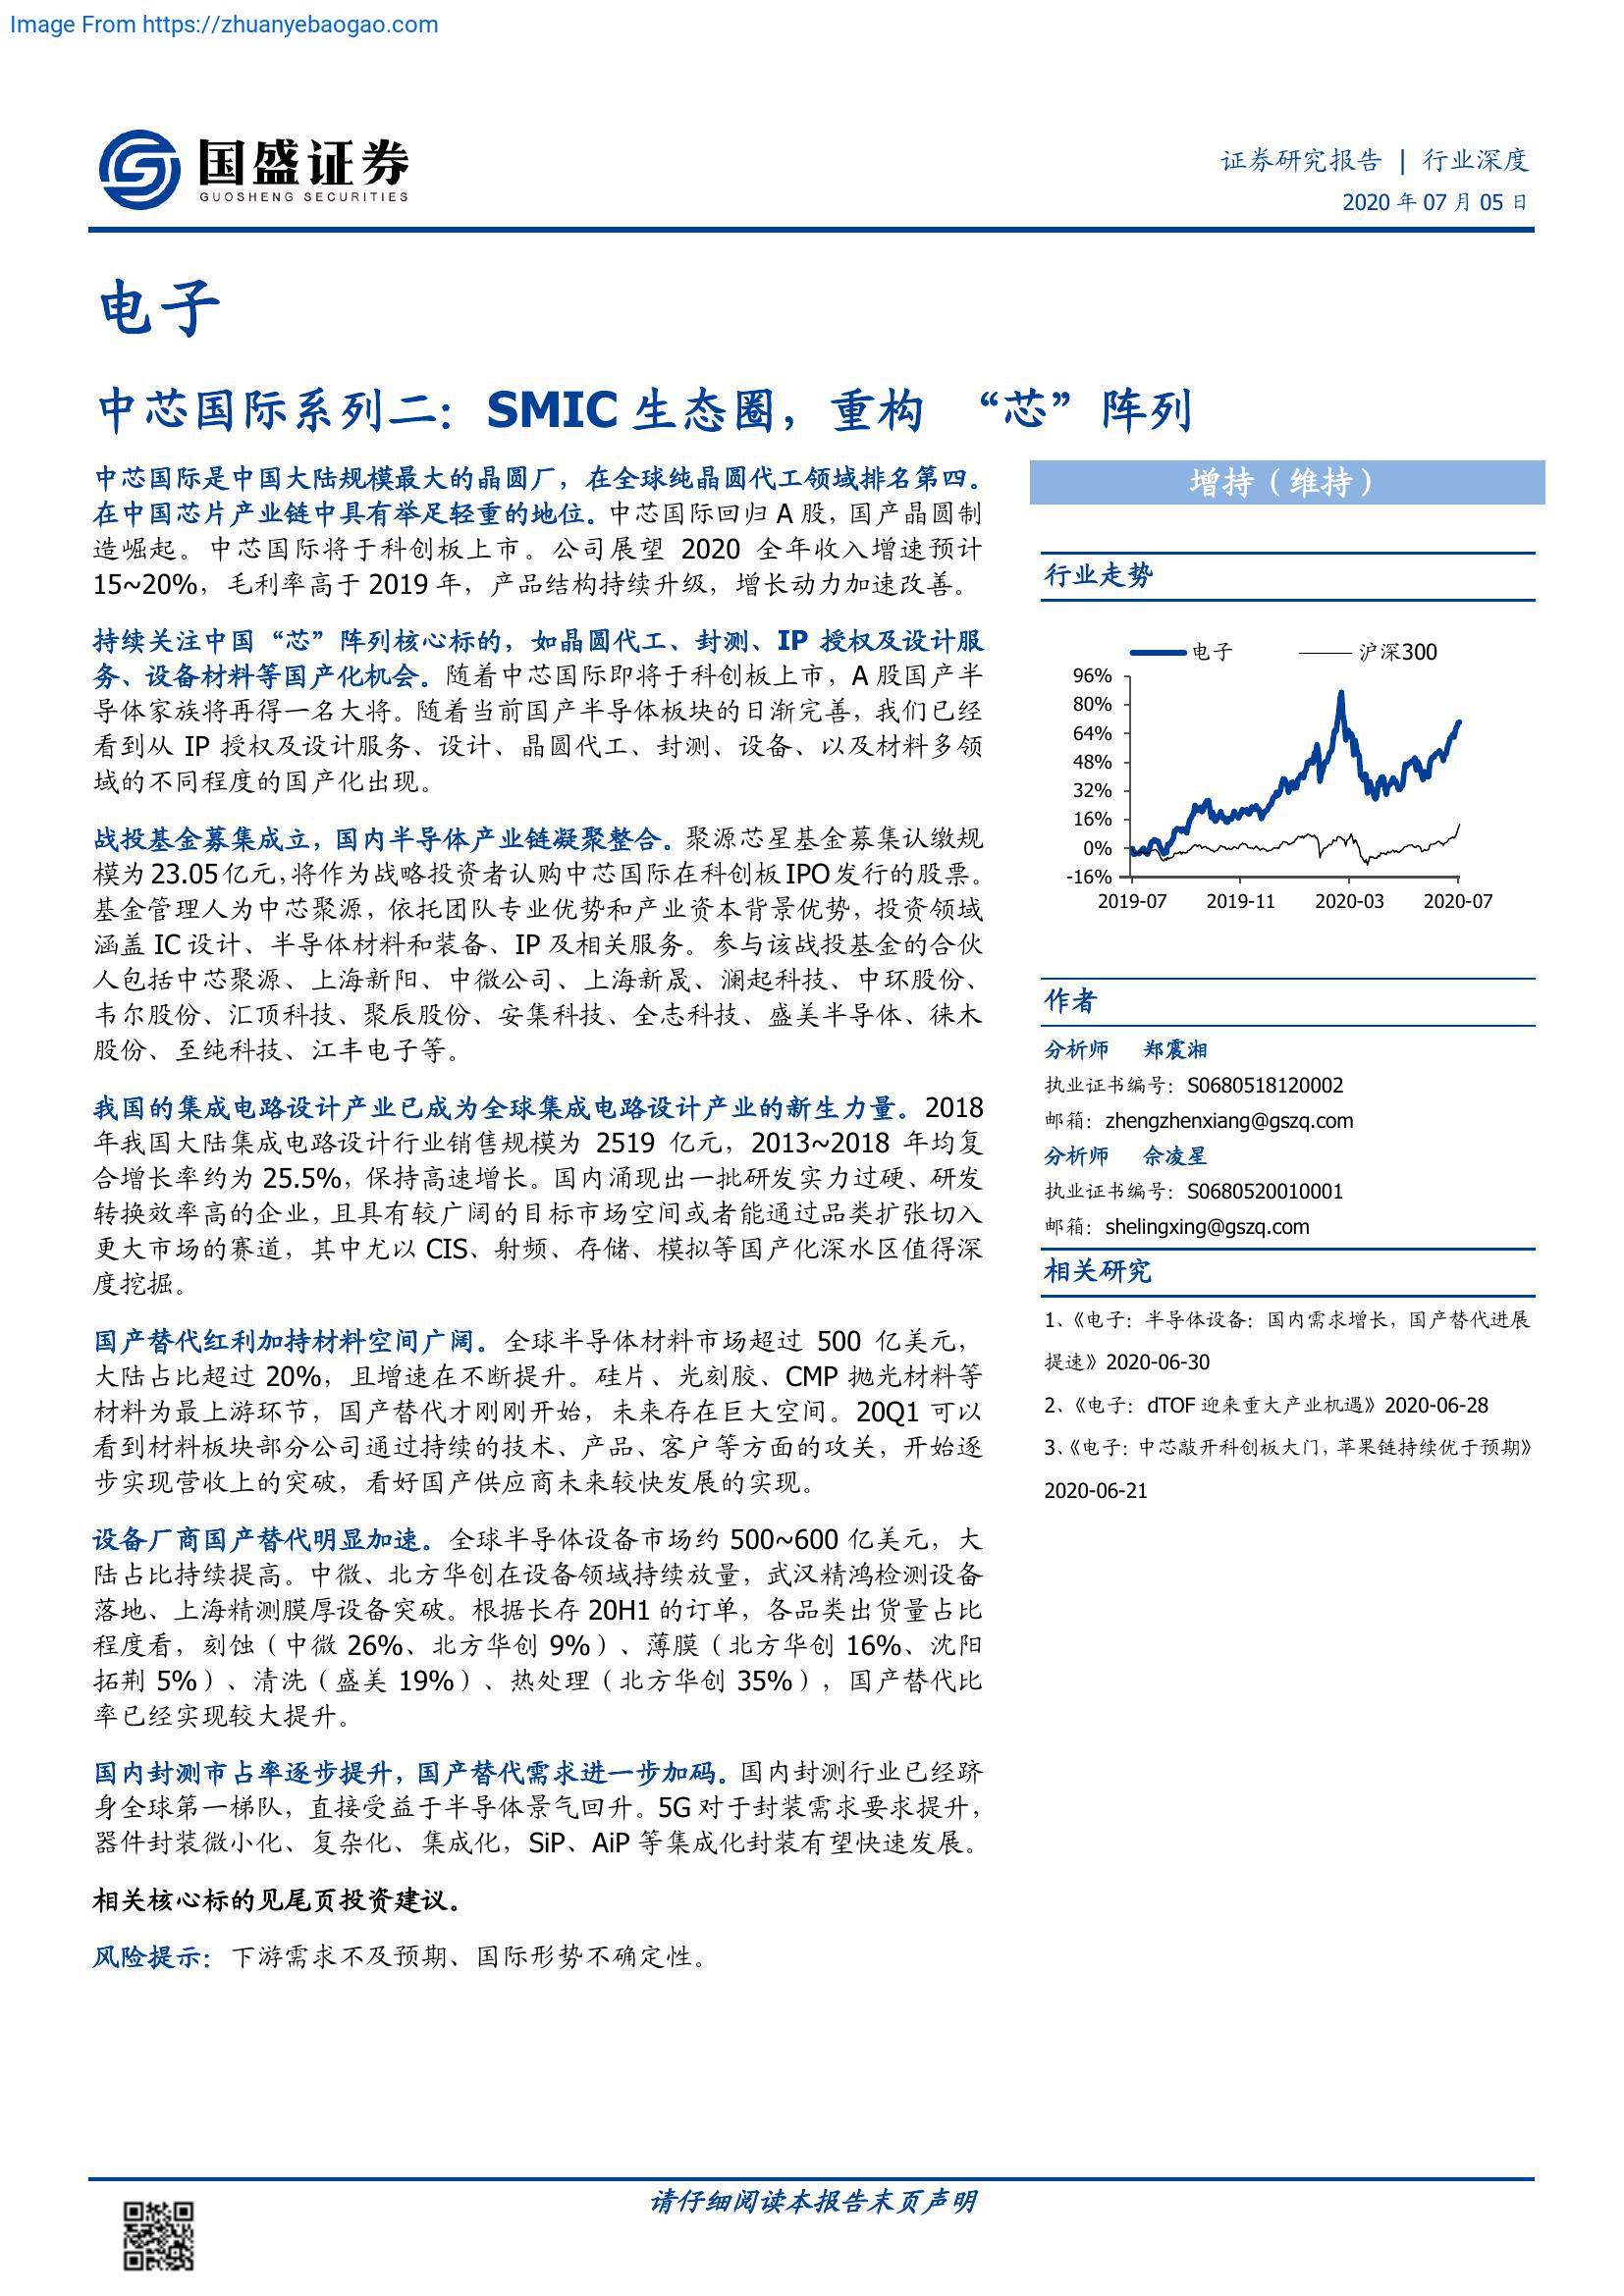 Image From https://zhuanyebaogao.com
国盛证券
GUOSHENG SECURITIES
证券研究报告 | 行业深度
2020 年 07 月 05 日
电子
中芯国际系列二：SMIC 生态圈，重构 “芯”阵列
中芯国际是中国大陆规模最大的晶圆厂，在全球纯晶圆代工领域排名第四。
在中国芯片产业链中具有举足轻重的地位。中芯国际回归 A 股，国产晶圆制
造崛起。中芯国际将于科创板上市。公司展望 2020 全年收入增速预计
15~20%，毛利率高于 2019 年，产品结构持续升级，增长动力加速改善。
持续关注中国“芯”阵列核心标的，如晶圆代工、封测、IP 授权及设计服
务、设备材料等国产化机会。随着中芯国际即将于科创板上市，A 股国产半
导体家族将再得一名大将。随着当前国产半导体板块的日渐完善，我们已经
看到从 IP 授权及设计服务、设计、晶圆代工、封测、设备、以及材料多领
域的不同程度的国产化出现。
战投基金募集成立，国内半导体产业链凝聚整合。聚源芯星基金募集认缴规
模为 23.05 亿元，将作为战略投资者认购中芯国际在科创板 IPO 发行的股票。
基金管理人为中芯聚源，依托团队专业优势和产业资本背景优势，投资领域
涵盖 IC 设计、半导体材料和装备、IP 及相关服务。参与该战投基金的合伙
人包括中芯聚源、上海新阳、中微公司、上海新晟、澜起科技、中环股份、
韦尔股份、汇顶科技、聚辰股份、安集科技、全志科技、盛美半导体、徕木
股份、至纯科技、江丰电子等。
我国的集成电路设计产业已成为全球集成电路设计产业的新生力量。2018
年我国大陆集成电路设计行业销售规模为 2519 亿元，2013~2018 年均复
合增长率约为 25.5%，保持高速增长。国内涌现出一批研发实力过硬、研发
转换效率高的企业，且具有较广阔的目标市场空间或者能通过品类扩张切入
更大市场的赛道，其中尤以 CIS、射频、存储、模拟等国产化深水区值得深
度挖掘。
国产替代红利加持材料空间广阔。全球半导体材料市场超过 500 亿美元，
大陆占比超过 20%，且增速在不断提升。硅片、光刻胶、CMP 抛光材料等
材料为最上游环节，国产替代才刚刚开始，未来存在巨大空间。20Q1 可以
看到材料板块部分公司通过持续的技术、产品、客户等方面的攻关，开始逐
步实现营收上的突破，看好国产供应商未来较快发展的实现。
设备厂商国产替代明显加速。全球半导体设备市场约 500~600 亿美元，大
陆占比持续提高。中微、北方华创在设备领域持续放量，武汉精鸿检测设备
落地、上海精测膜厚设备突破。根据长存 20H1 的订单，各品类出货量占比
程度看，刻蚀（中微 26%、北方华创 9%）、薄膜（北方华创 16%、沈阳
拓荆 5%）、清洗（盛美 19%）、热处理（北方华创 35%），国产替代比
率已经实现较大提升。
国内封测市占率逐步提升，国产替代需求进一步加码。国内封测行业已经跻
身全球第一梯队，直接受益于半导体景气回升。5G 对于封装需求要求提升，
器件封装微小化、复杂化、集成化，SiP、AiP 等集成化封装有望快速发展。
相关核心标的见尾页投资建议。
风险提示：下游需求不及预期、国际形势不确定性。
增持（维持）
行业走势
电子
沪深300
96%
80%
64%
48%
32%
16%
0%
-16%
2019-07
2019-11
2020-03
2020-07
作者
分析师 郑震湘
执业证书编号：S0680518120002
邮箱：zhengzhenxiang@gszq.com
分析师 佘凌星
执业证书编号：S0680520010001
邮箱：shelingxing@gszq.com
相关研究
1、《电子：半导体设备：国内需求增长，国产替代进展
提速》2020-06-30
2、《电子：dTOF 迎来重大产业机遇》2020-06-28
3、《电子：中芯敲开科创板大门，苹果链持续优于预期》
2020-06-21
请仔细阅读本报告末页声明